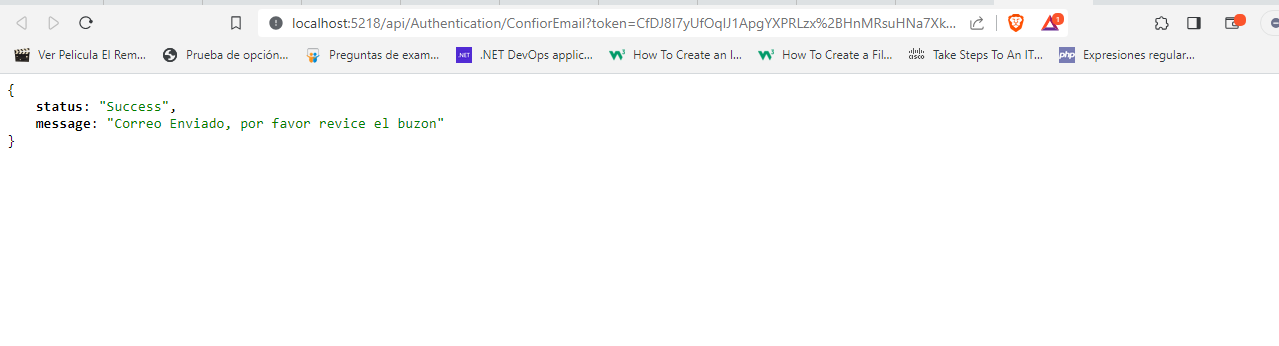 localhost:5218/api/Authentication/ConfiorEmail?token=CfDJ8I7yUfOqIJ1ApgYXPRLzx%2BHnMRsuHNa7Xk...
1
Ver Pelicula El Rem... Prueba de opción... Preguntas de exam... .NET .NET DevOps applic... How To Create an I... How To Create a Fil... cisco Take Steps To An IT... php Expresiones regular...
{
status: "Success",
message: "Correo Enviado, por favor revice el buzon"
}